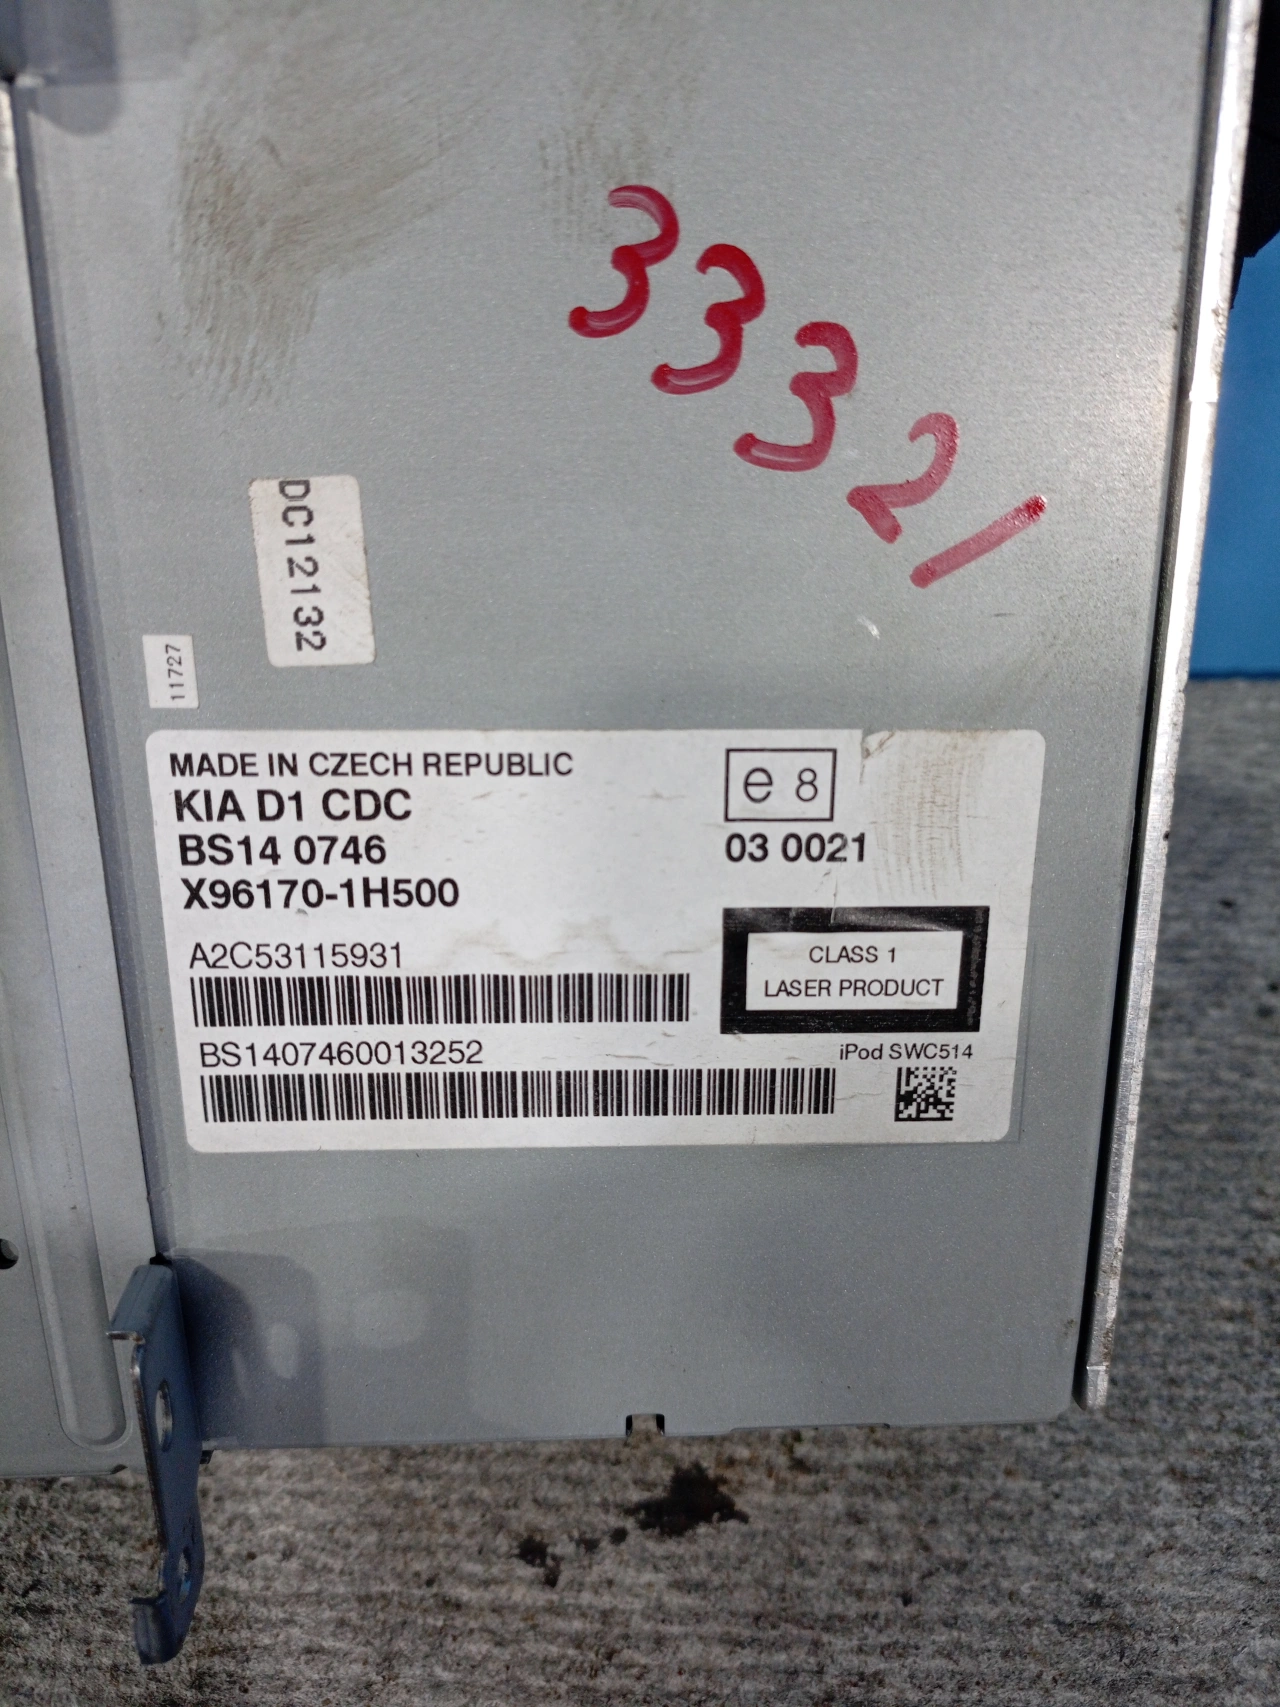 33321
DC12132
11727
MADE IN CZECH REPUBLIC
KIA D1 CDC
BS14 0746
X96170-1H500
e 8
03 0021
A2C53115931
CLASS 1
LASER PRODUCT
BS1407460013252
iPod SWC514